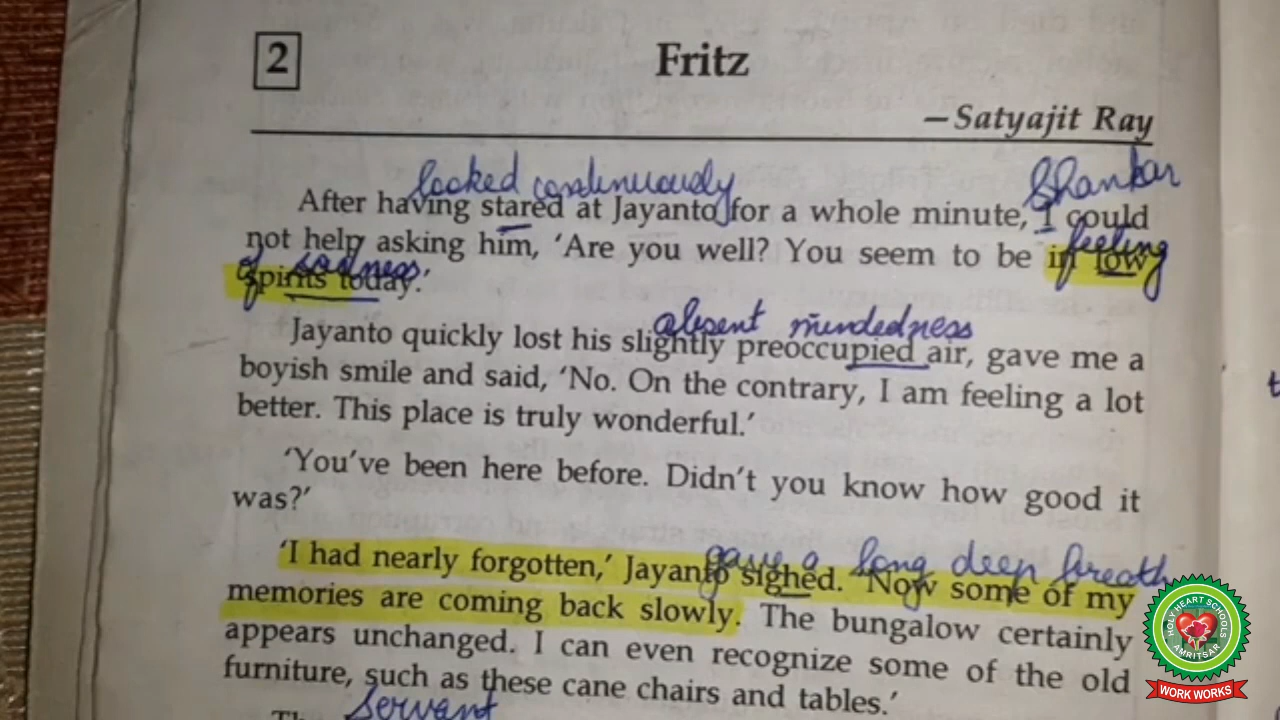 2
Fritz
—Satyajit Ray
looked continuously Shankar
After having stared at Jayanto for a whole minute, I could
feeling
not help asking him, ‘Are you well? You seem to be in low
of sadness
spirits today.’
absent mindedness
Jayanto quickly lost his slightly preoccupied air, gave me a
boyish smile and said, ‘No. On the contrary, I am feeling a lot
better. This place is truly wonderful.’
‘You’ve been here before. Didn’t you know how good it
was?’
gave a long deep breath
‘I had nearly forgotten,’ Jayanto sighed. ‘Now some of my
memories are coming back slowly. The bungalow certainly
appears unchanged. I can even recognize some of the old
furniture, such as these cane chairs and tables.’
servant
HOLY HEART SCHOOLS
AMRITSAR
WORK WORKS